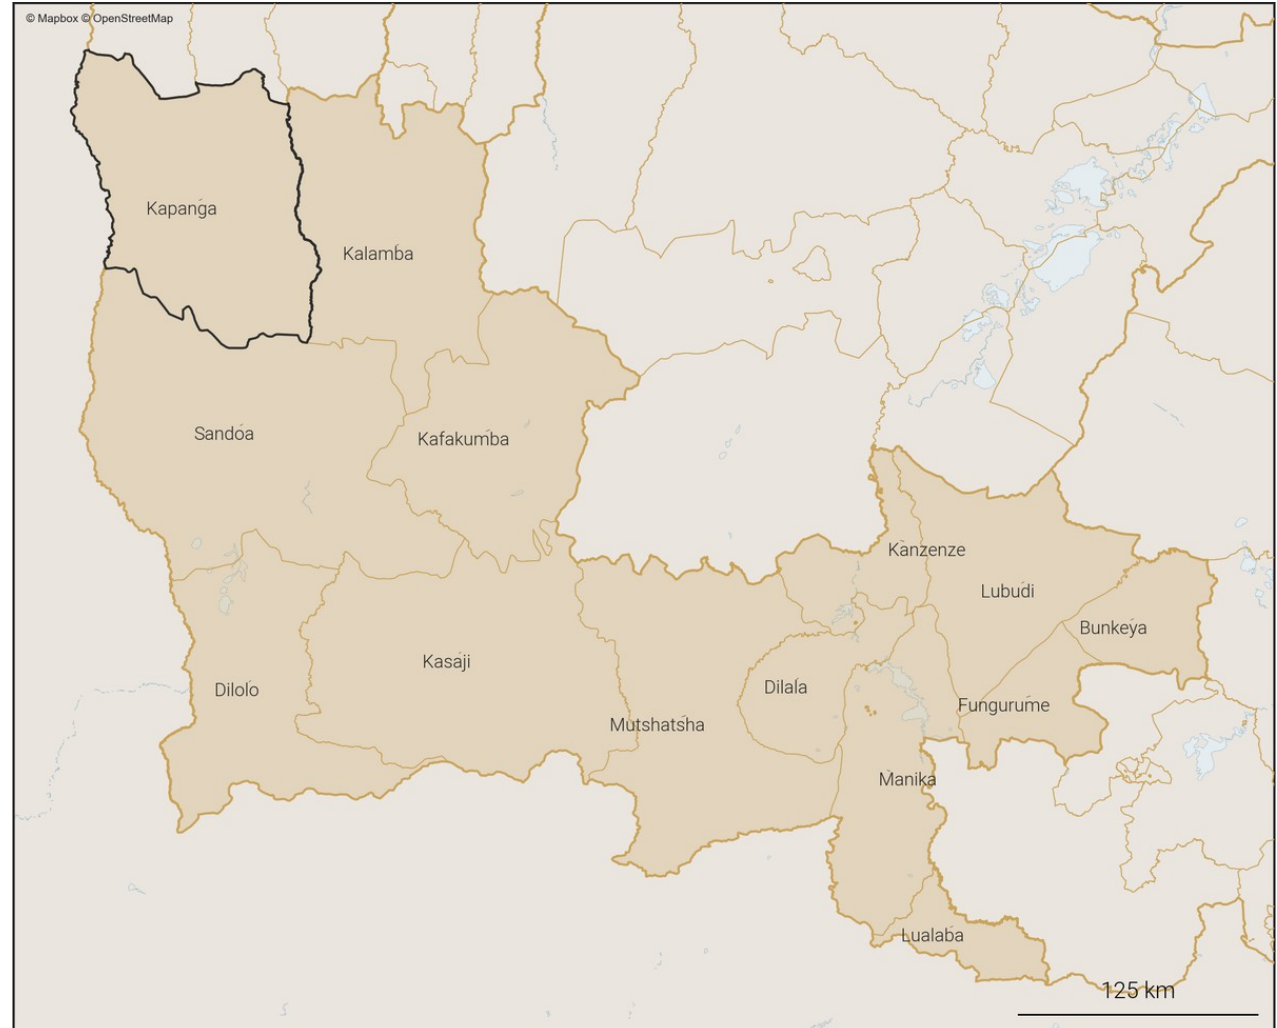 © Mapbox © OpenStreetMap
Kapanga
Kalamba
Sandoa
Kafakumba
Kanzenze
Lubudi
Bunkeya
Kasaji
Dilolo
Dilala
Fungurume
Mutshatsha
Manika
Lualaba
125 km